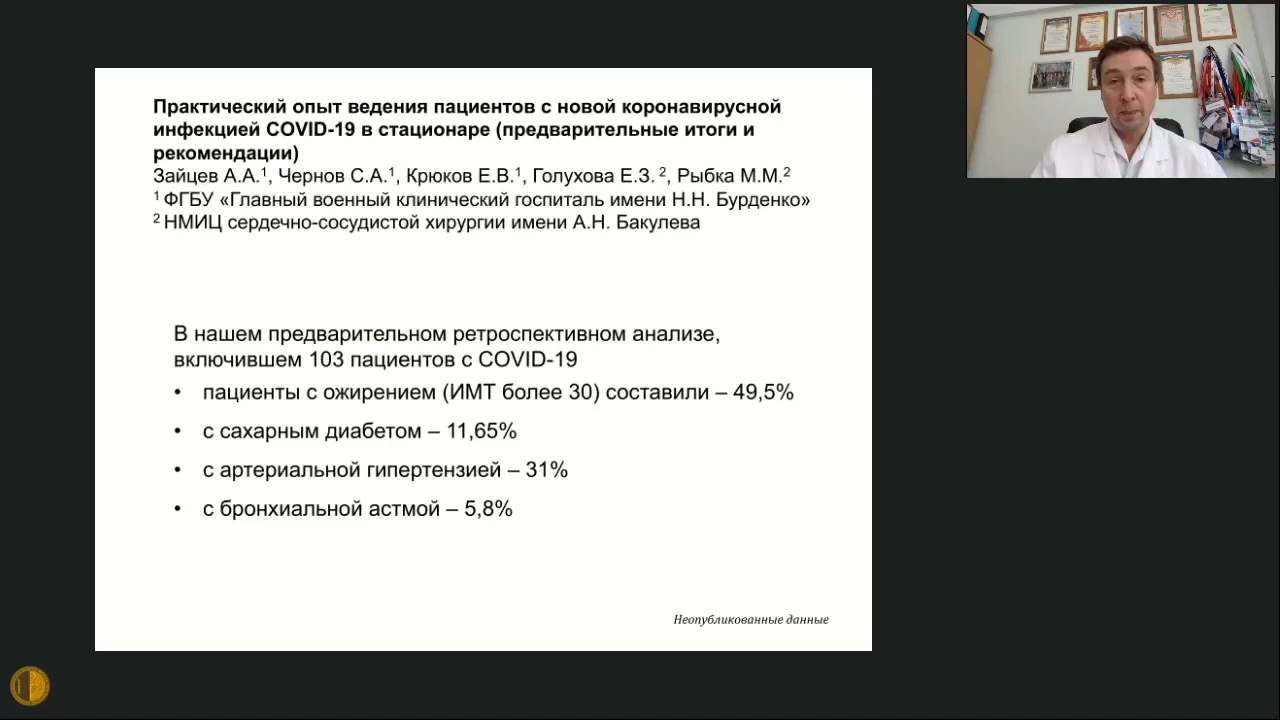 Практический опыт ведения пациентов с новой коронавирусной
инфекцией COVID-19 в стационаре (предварительные итоги и
рекомендации)
Зайцев А.А.¹, Чернов С.А.¹, Крюков Е.В.¹, Голухова Е.З. ², Рыбка М.М.²
¹ ФГБУ «Главный военный клинический госпиталь имени Н.Н. Бурденко»
² НМИЦ сердечно-сосудистой хирургии имени А.Н. Бакулева
В нашем предварительном ретроспективном анализе,
включившем 103 пациентов с COVID-19
• пациенты с ожирением (ИМТ более 30) составили – 49,5%
• с сахарным диабетом – 11,65%
• с артериальной гипертензией – 31%
• с бронхиальной астмой – 5,8%
Неопубликованные данные